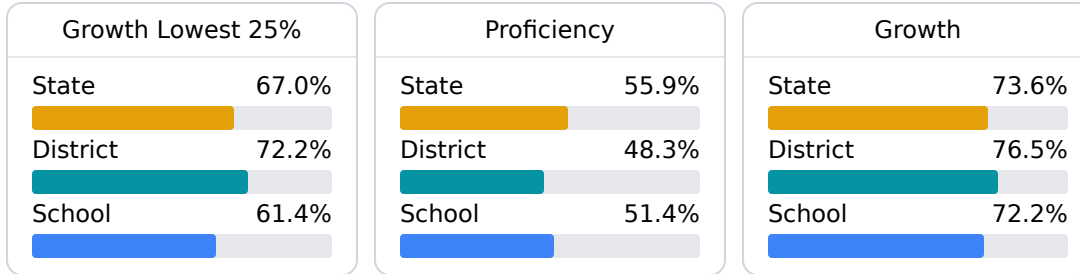 Growth Lowest 25%
State 67.0%
District 72.2%
School 61.4%
Proficiency
State 55.9%
District 48.3%
School 51.4%
Growth
State 73.6%
District 76.5%
School 72.2%